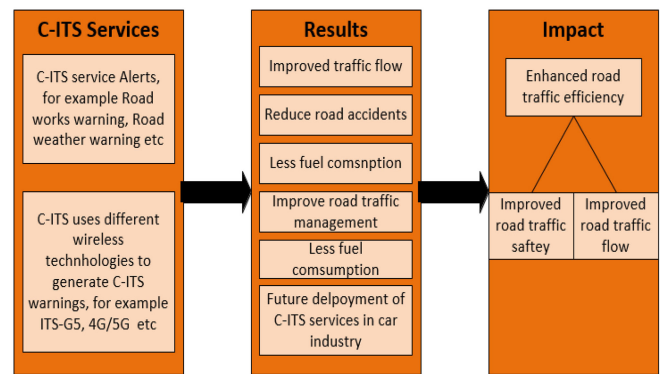 C-ITS Services
C-ITS service Alerts,
for example Road
works warning, Road
weather warning etc
C-ITS uses different
wireless
technhologies to
generate C-ITS
warnings, for example
ITS-G5, 4G/5G etc
Results
Improved traffic flow
Reduce road accidents
Less fuel comsnption
Improve road traffic
management
Less fuel
comsumption
Future delpoyment of
C-ITS services in car
industry
Impact
Enhanced road
traffic efficiency
Improved
road traffic
saftey
Improved
road traffic
flow